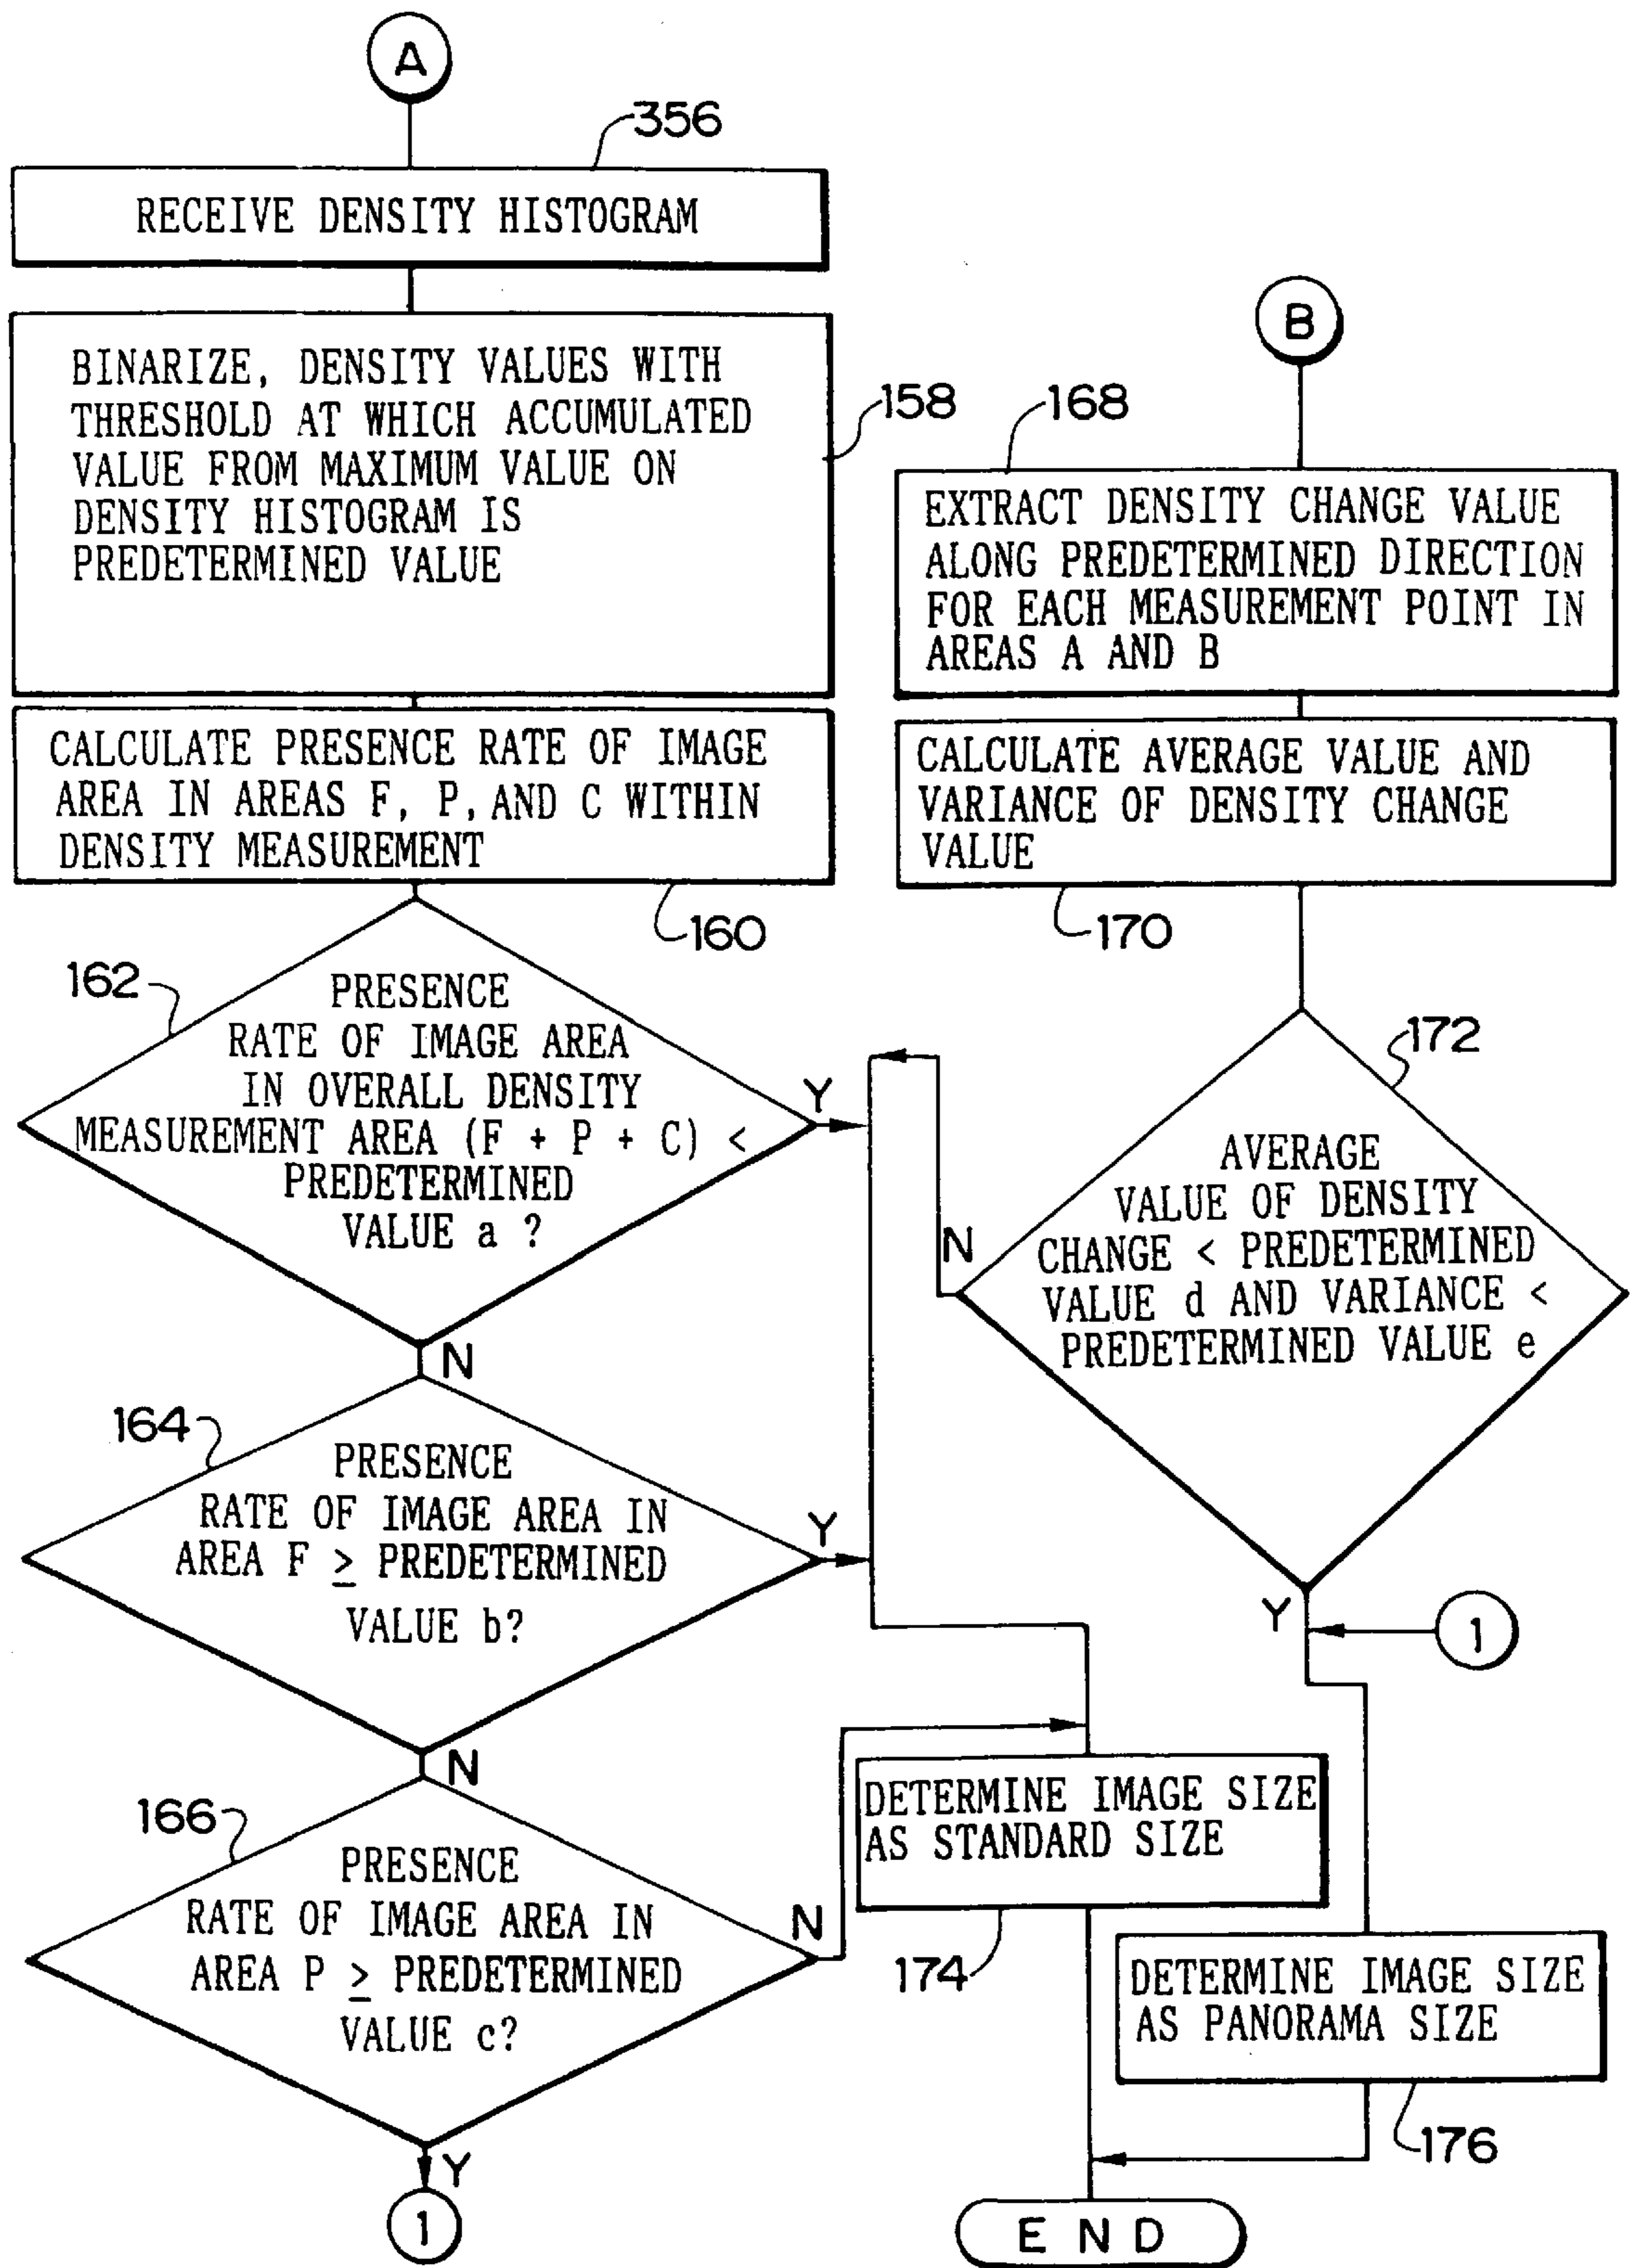 A
356
RECEIVE DENSITY HISTOGRAM
BINARIZE, DENSITY VALUES WITH
THRESHOLD AT WHICH ACCUMULATED
VALUE FROM MAXIMUM VALUE ON
DENSITY HISTOGRAM IS
PREDETERMINED VALUE
158
CALCULATE PRESENCE RATE OF IMAGE
AREA IN AREAS F, P, AND C WITHIN
DENSITY MEASUREMENT
160
162
PRESENCE
RATE OF IMAGE AREA
IN OVERALL DENSITY
MEASUREMENT AREA (F + P + C) <
PREDETERMINED
VALUE a ?
Y
N
164
PRESENCE
RATE OF IMAGE AREA IN
AREA F ≥ PREDETERMINED
VALUE b?
Y
N
166
PRESENCE
RATE OF IMAGE AREA IN
AREA P ≥ PREDETERMINED
VALUE c?
N
Y
1
B
168
EXTRACT DENSITY CHANGE VALUE
ALONG PREDETERMINED DIRECTION
FOR EACH MEASUREMENT POINT IN
AREAS A AND B
CALCULATE AVERAGE VALUE AND
VARIANCE OF DENSITY CHANGE
VALUE
170
172
AVERAGE
VALUE OF DENSITY
CHANGE < PREDETERMINED
VALUE d AND VARIANCE <
PREDETERMINED VALUE e
N
Y
1
DETERMINE IMAGE SIZE
AS STANDARD SIZE
174
DETERMINE IMAGE SIZE
AS PANORAMA SIZE
176
END